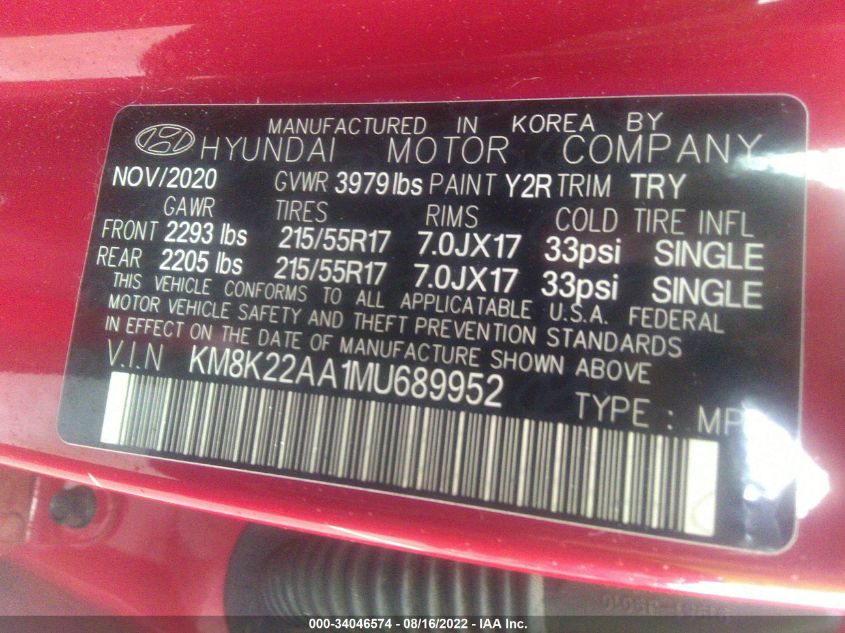 MANUFACTURED IN KOREA BY
HYUNDAI MOTOR COMPANY
NOV/2020 GVWR 3979 lbs PAINT Y2R TRIM TRY
GAWR TIRES RIMS COLD TIRE INFL
FRONT 2293 lbs 215/55R17 7.0JX17 33psi SINGLE
REAR 2205 lbs 215/55R17 7.0JX17 33psi SINGLE
THIS VEHICLE CONFORMS TO ALL APPLICATABLE U.S.A. FEDERAL
MOTOR VEHICLE SAFETY AND THEFT PREVENTION STANDARDS
IN EFFECT ON THE DATE OF MANUFACTURE SHOWN ABOVE
V.I.N KM8K22AA1MU689952
TYPE : MP
000-34046574 - 08/16/2022 - IAA Inc.